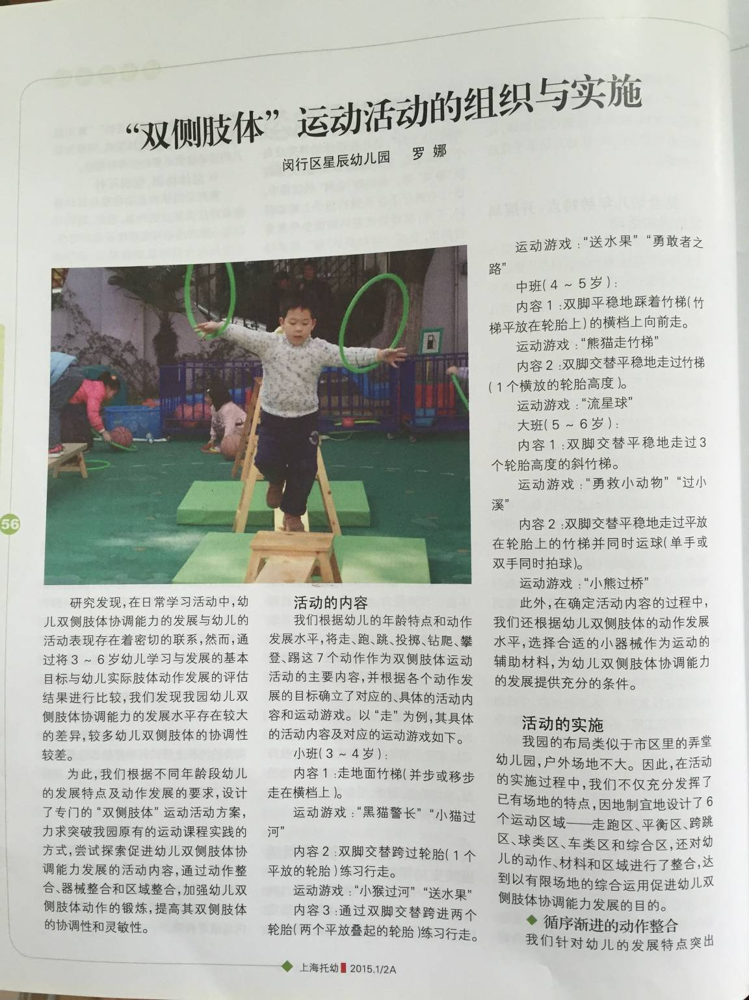 “双侧肢体”运动活动的组织与实施
闵行区星辰幼儿园 罗 娜
研究发现,在日常学习活动中,幼
儿双侧肢体协调能力的发展与幼儿的
活动表现存在着密切的联系,然而,通
过将3～6岁幼儿学习与发展的基本
目标与幼儿实际肢体动作发展的评估
结果进行比较,我们发现我园幼儿双
侧肢体协调能力的发展水平存在较大
的差异,较多幼儿双侧肢体的协调性
较差。
为此,我们根据不同年龄段幼儿
的发展特点及动作发展的要求,设计
了专门的“双侧肢体”运动活动方案,
力求突破我园原有的运动课程实践的
方式,尝试探索促进幼儿双侧肢体协
调能力发展的活动内容,通过动作整
合、器械整合和区域整合,加强幼儿双
侧肢体动作的锻炼,提高其双侧肢体
的协调性和灵敏性。
活动的内容
我们根据幼儿的年龄特点和动作
发展水平,将走、跑、跳、投掷、钻爬、攀
登、踢这7个动作作为双侧肢体运动
活动的主要内容,并根据各个动作发
展的目标确立了对应的、具体的活动内
容和运动游戏。以“走”为例,其具体
的活动内容及对应的运动游戏如下。
小班(3～4岁):
内容1:走地面竹梯(并步或移步
走在横档上)。
运动游戏:“黑猫警长”“小猫过
河”
内容2:双脚交替跨过轮胎(1个
平放的轮胎)练习行走。
运动游戏:“小猴过河”“送水果”
内容3:通过双脚交替跨进两个
轮胎(两个平放叠起的轮胎)练习行走。
运动游戏:“送水果”“勇敢者之
路”
中班(4～5岁):
内容1:双脚平稳地踩着竹梯(竹
梯平放在轮胎上)的横档上向前走。
运动游戏:“熊猫走竹梯”
内容2:双脚交替平稳地走过竹梯
(1个横放的轮胎高度)。
运动游戏:“流星球”
大班(5～6岁):
内容1:双脚交替平稳地走过3
个轮胎高度的斜竹梯。
运动游戏:“勇救小动物”“过小
溪”
内容2:双脚交替平稳地走过平放
在轮胎上的竹梯并同时运球(单手或
双手同时拍球)。
运动游戏:“小熊过桥”
此外,在确定活动内容的过程中,
我们还根据幼儿双侧肢体的动作发展
水平,选择合适的小器械作为运动的
辅助材料,为幼儿双侧肢体协调能力
的发展提供充分的条件。
活动的实施
我园的布局类似于市区里的弄堂
幼儿园,户外场地不大。因此,在活动
的实施过程中,我们不仅充分发挥了
已有场地的特点,因地制宜地设计了6
个运动区域——走跑区、平衡区、跨跳
区、球类区、车类区和综合区,还对幼
儿的动作、材料和区域进行了整合,达
到以有限场地的综合运用促进幼儿双
侧肢体协调能力发展的目的。
◆ 循序渐进的动作整合
我们针对幼儿的发展特点突出
56
上海托幼 2015.1/2A